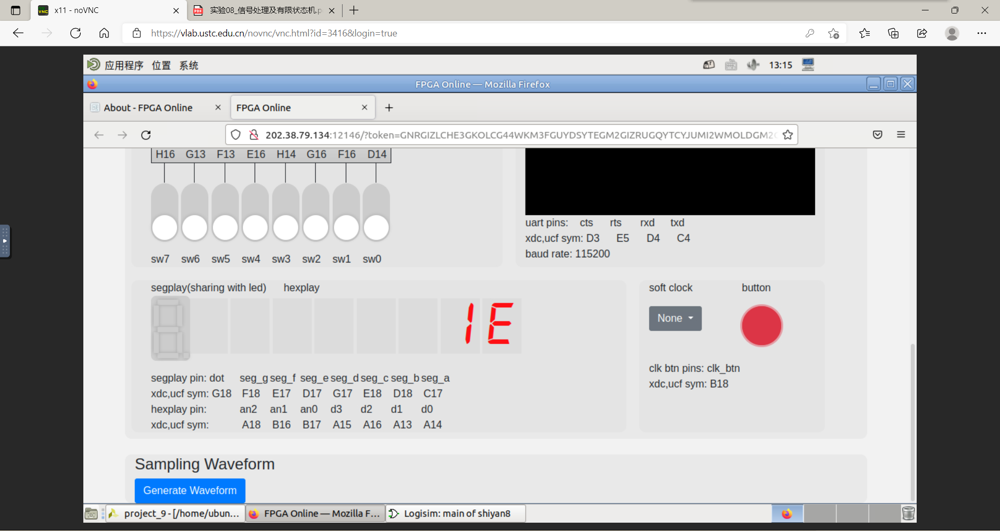 x11 - noVNC
实验08_信号处理及有限状态机.p
https://vlab.ustc.edu.cn/novnc/vnc.html?id=3416&login=true
应用程序 位置 系统
13:15
FPGA Online — Mozilla Firefox
About - FPGA Online
FPGA Online
202.38.79.134:12146/?token=GNRGIZLCHE3GKOLCG44WKM3FGUYDSYTEGM2GIZRUGQYTCYJUMI2WMOLDGM2C
H16 G13 F13 E16 H14 G16 F16 D14
sw7 sw6 sw5 sw4 sw3 sw2 sw1 sw0
uart pins: cts rts rxd txd
xdc,ucf sym: D3 E5 D4 C4
baud rate: 115200
segplay(sharing with led) hexplay
1E
segplay pin: dot seg_g seg_f seg_e seg_d seg_c seg_b seg_a
xdc,ucf sym: G18 F18 E17 D17 G17 E18 D18 C17
hexplay pin: an2 an1 an0 d3 d2 d1 d0
xdc,ucf sym: A18 B16 B17 A15 A16 A13 A14
soft clock button
None
clk btn pins: clk_btn
xdc,ucf sym: B18
Sampling Waveform
Generate Waveform
project_9 - [/home/ubun...
FPGA Online — Mozilla F...
Logisim: main of shiyan8